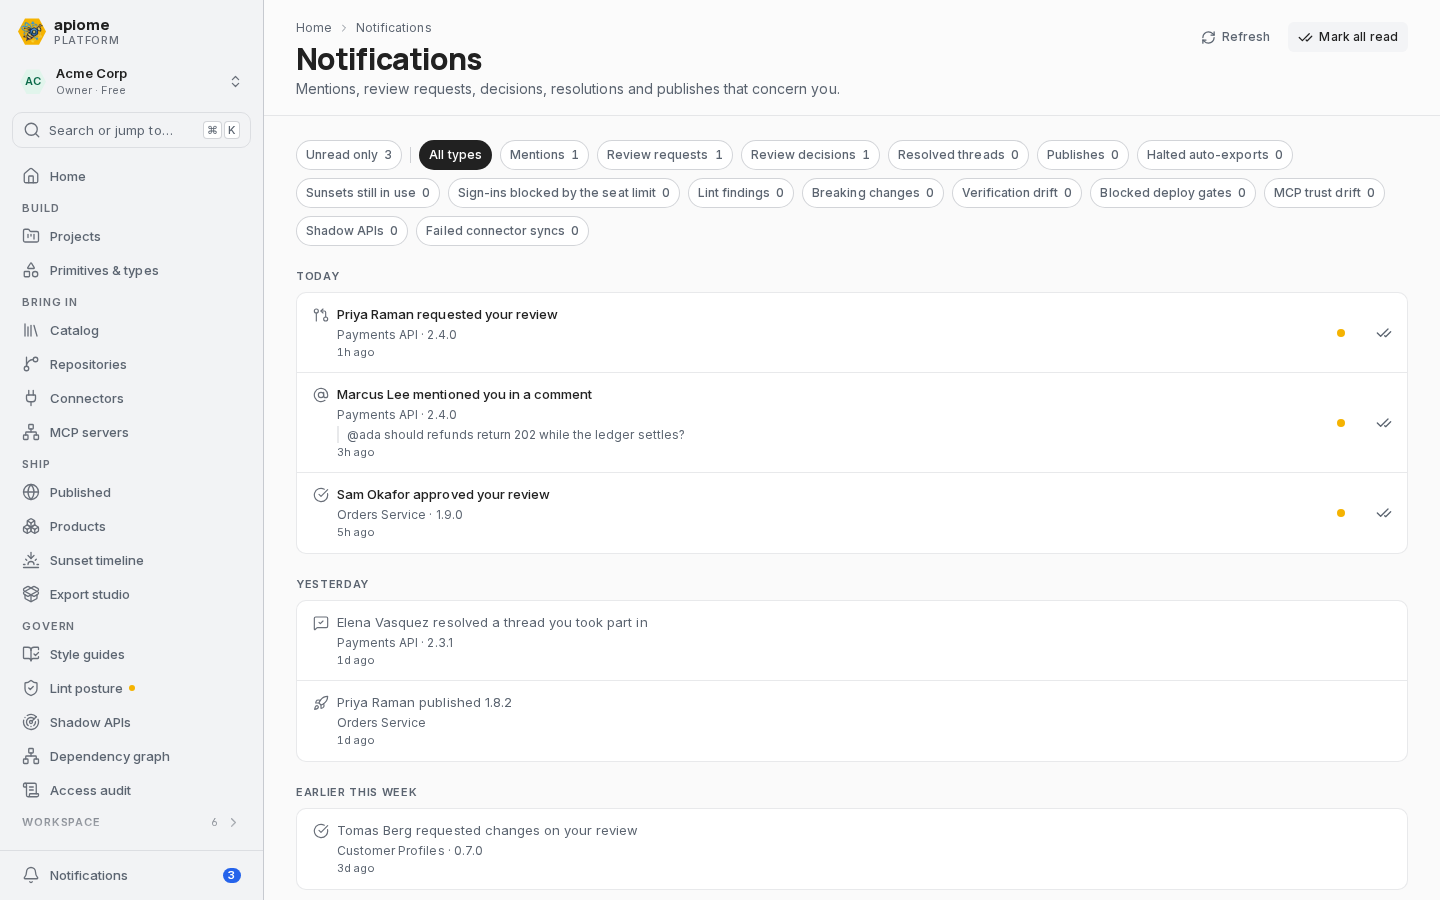 apiome
PLATFORM
AC
Acme Corp
Owner · Free
Search or jump to...
⌘ K
Home
BUILD
Projects
Primitives & types
BRING IN
Catalog
Repositories
Connectors
MCP servers
SHIP
Published
Products
Sunset timeline
Export studio
GOVERN
Style guides
Lint posture
Shadow APIs
Dependency graph
Access audit
WORKSPACE 6
Notifications 3
Home > Notifications
Notifications
Mentions, review requests, decisions, resolutions and publishes that concern you.
Refresh
Mark all read
Unread only 3 | All types Mentions 1 Review requests 1 Review decisions 1 Resolved threads 0 Publishes 0 Halted auto-exports 0
Sunsets still in use 0 Sign-ins blocked by the seat limit 0 Lint findings 0 Breaking changes 0 Verification drift 0 Blocked deploy gates 0 MCP trust drift 0
Shadow APIs 0 Failed connector syncs 0
TODAY
Priya Raman requested your review
Payments API · 2.4.0
1h ago
Marcus Lee mentioned you in a comment
Payments API · 2.4.0
@ada should refunds return 202 while the ledger settles?
3h ago
Sam Okafor approved your review
Orders Service · 1.9.0
5h ago
YESTERDAY
Elena Vasquez resolved a thread you took part in
Payments API · 2.3.1
1d ago
Priya Raman published 1.8.2
Orders Service
1d ago
EARLIER THIS WEEK
Tomas Berg requested changes on your review
Customer Profiles · 0.7.0
3d ago